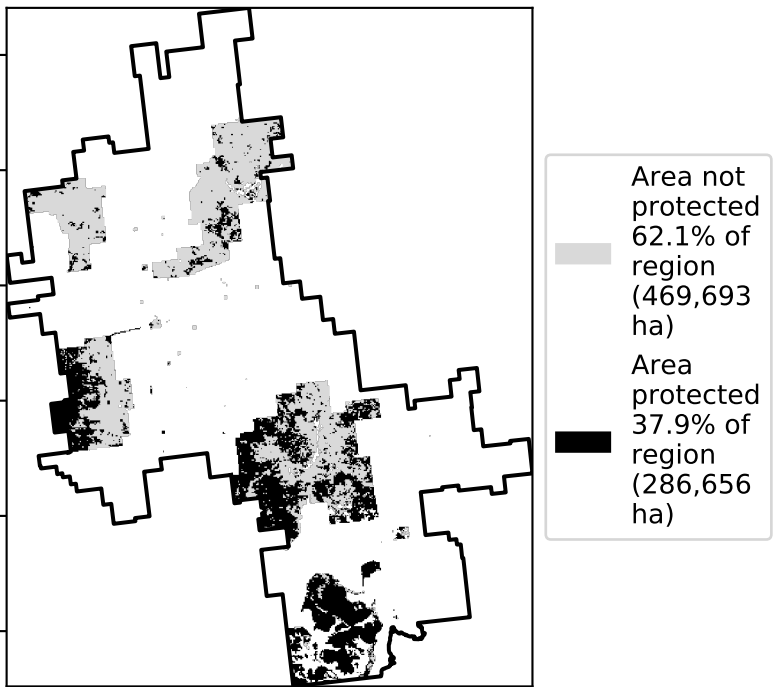 Area not
protected
62.1% of
region
(469,693
ha)
Area
protected
37.9% of
region
(286,656
ha)